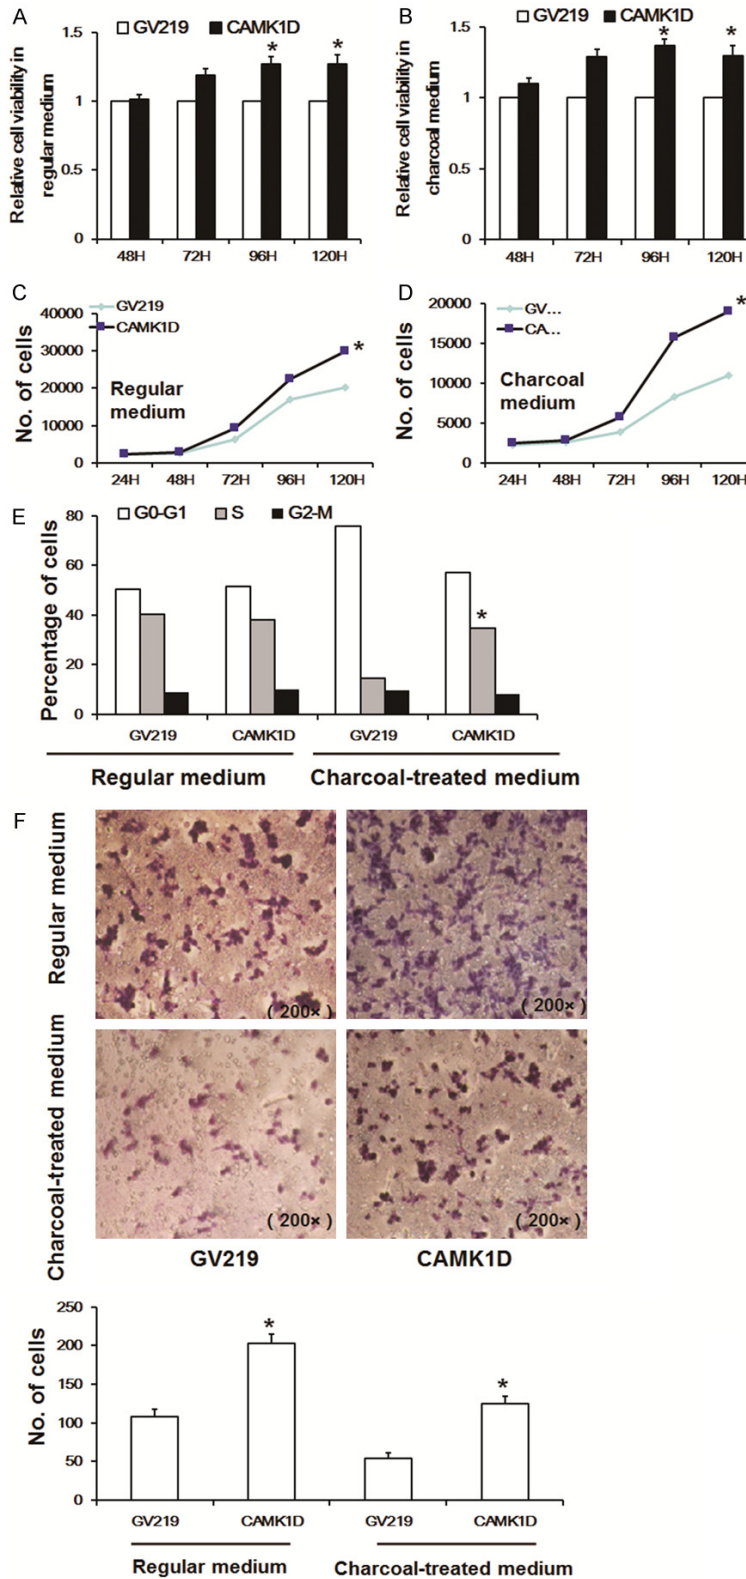 A
GV219 CAMK1D
Relative cell viability in
regular medium
1.5
1
0.5
0
* *
48H 72H 96H 120H
B
GV219 CAMK1D
Relative cell viability in
charcoal medium
1.5
1
0.5
0
* *
48H 72H 96H 120H
C
GV219
CAMK1D
No. of cells
40000
30000
20000
10000
0
Regular
medium
*
24H 48H 72H 96H 120H
D
GV...
CA...
No. of cells
20000
15000
10000
5000
0
Charcoal
medium
*
24H 48H 72H 96H 120H
E
G0-G1 S G2-M
Percentage of cells
80
60
40
20
0
*
GV219 CAMK1D GV219 CAMK1D
Regular medium Charcoal-treated medium
F
Regular medium
( 200× )
( 200× )
Charcoal-treated medium
( 200× )
( 200× )
GV219 CAMK1D
No. of cells
250
200
150
100
50
0
* *
GV219 CAMK1D GV219 CAMK1D
Regular medium Charcoal-treated medium